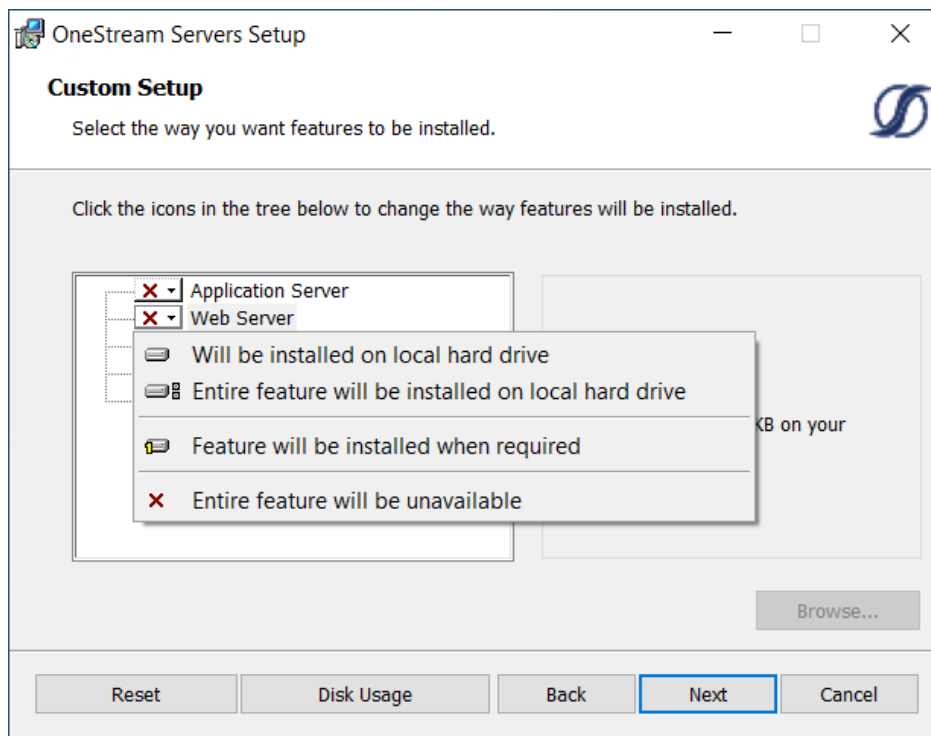 OneStream Servers Setup
Custom Setup
Select the way you want features to be installed.
Click the icons in the tree below to change the way features will be installed.
Application Server
Web Server
Will be installed on local hard drive
Entire feature will be installed on local hard drive
KB on your
Feature will be installed when required
Entire feature will be unavailable
Browse...
Reset
Disk Usage
Back
Next
Cancel